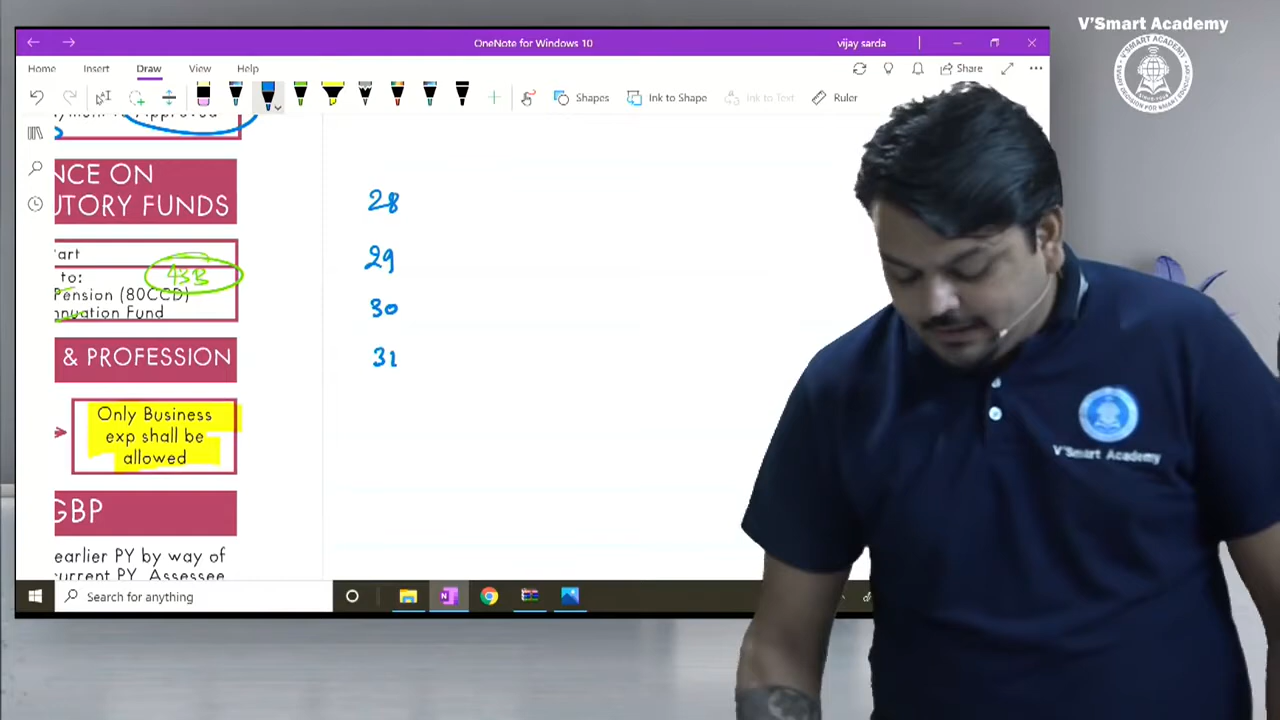 V'Smart Academy
OneNote for Windows 10
vijay sarda
Home Insert Draw View Help
Share
Shapes
Ink to Shape
Ink to Text
Ruler
NCE ON
UTORY FUNDS
art
to:
43B
Pension (80CCD)
nnuation Fund
& PROFESSION
Only Business
exp shall be
allowed
GBP
earlier PY by way of
current PY, Assessee
28
29
30
31
Search for anything
V'Smart Academy